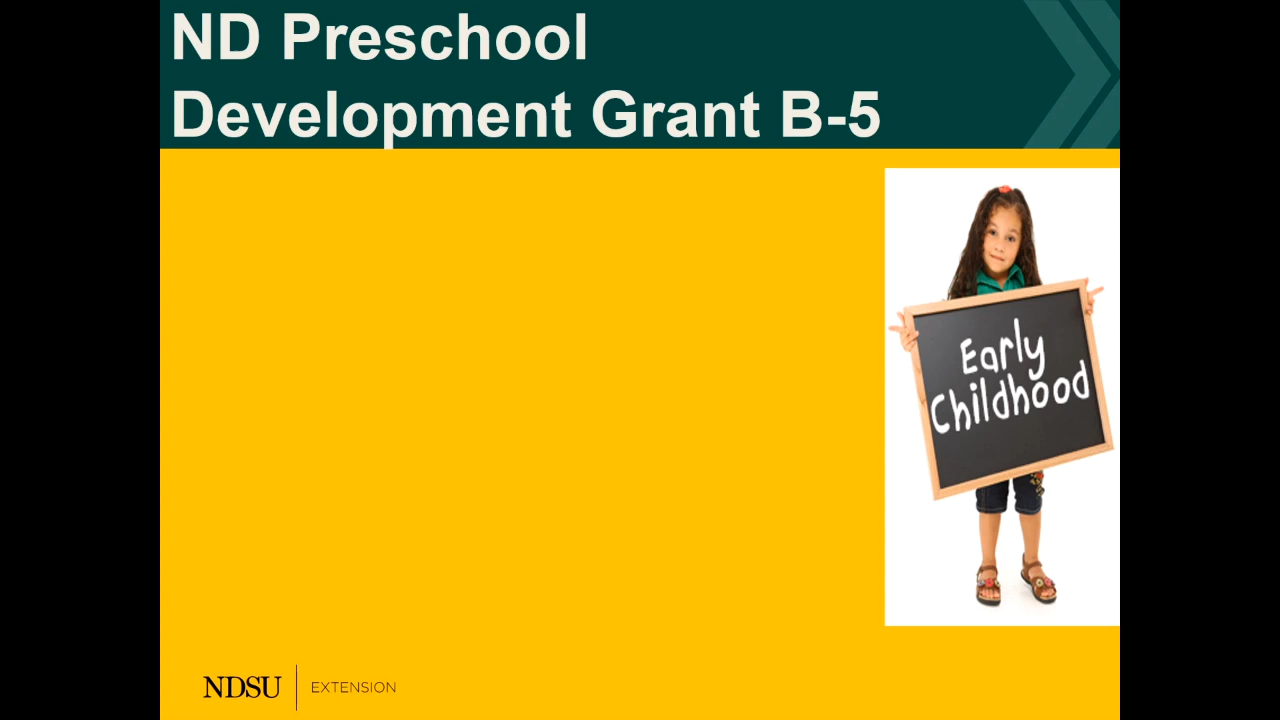 ND Preschool
Development Grant B-5
Early
Childhood
NDSU
EXTENSION